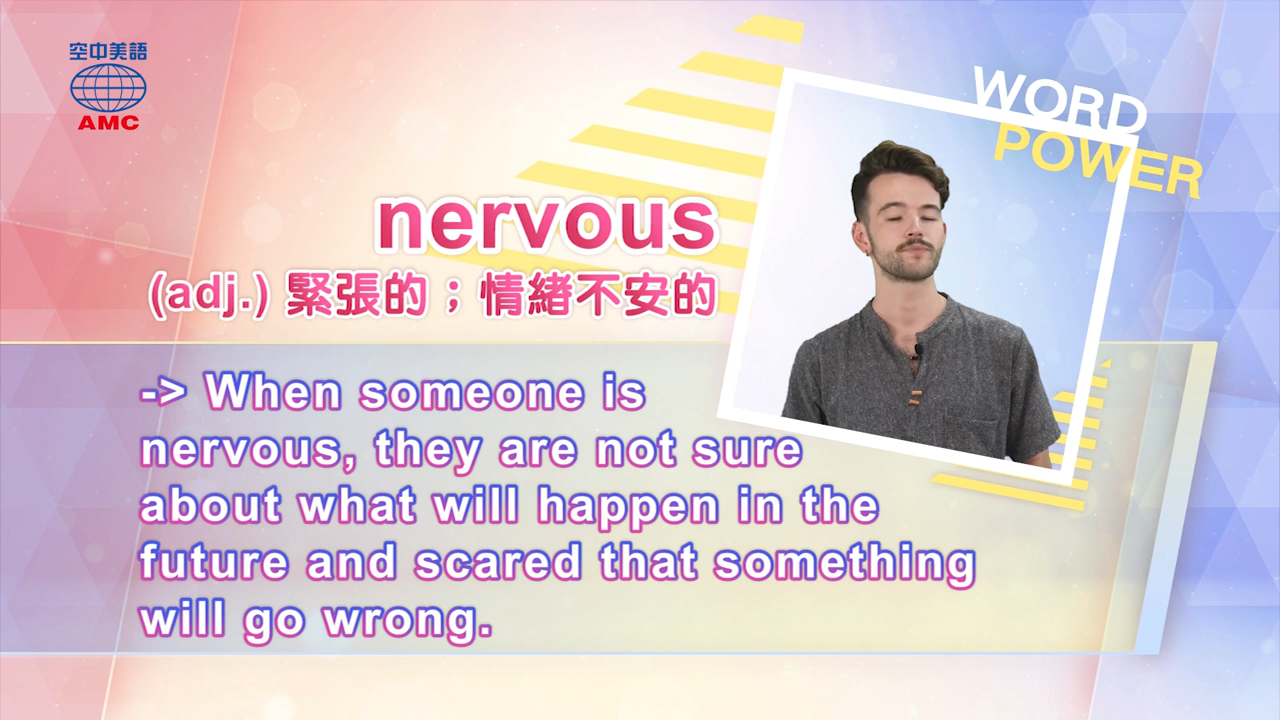 空中美語
AMC
WORD
POWER
nervous
(adj.) 緊張的；情緒不安的
-> When someone is
nervous, they are not sure
about what will happen in the
future and scared that something
will go wrong.